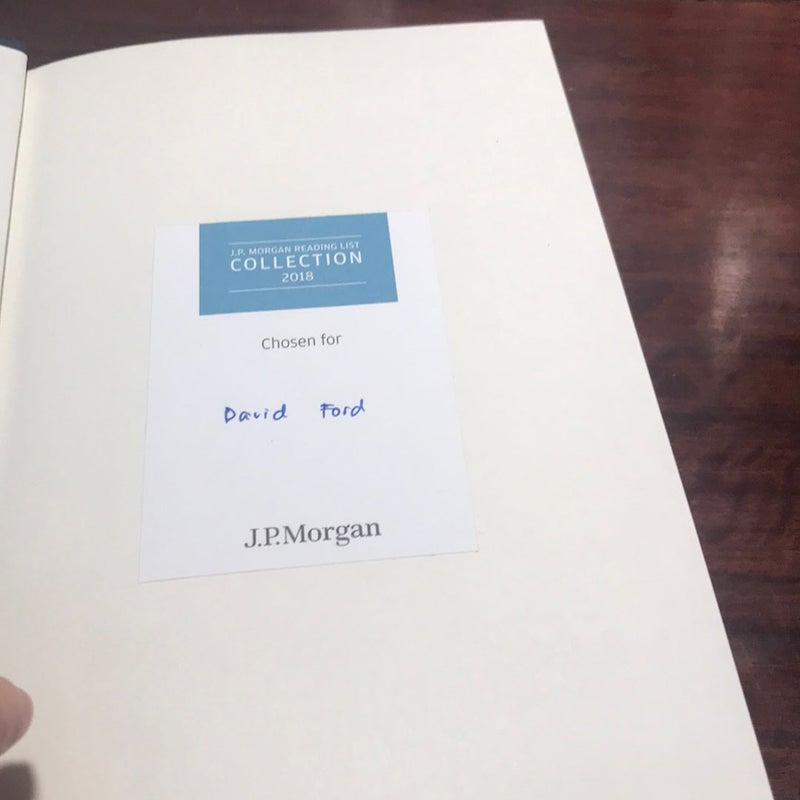 J.P. MORGAN READING LIST
COLLECTION
2018
Chosen for
David Ford
J.P.Morgan